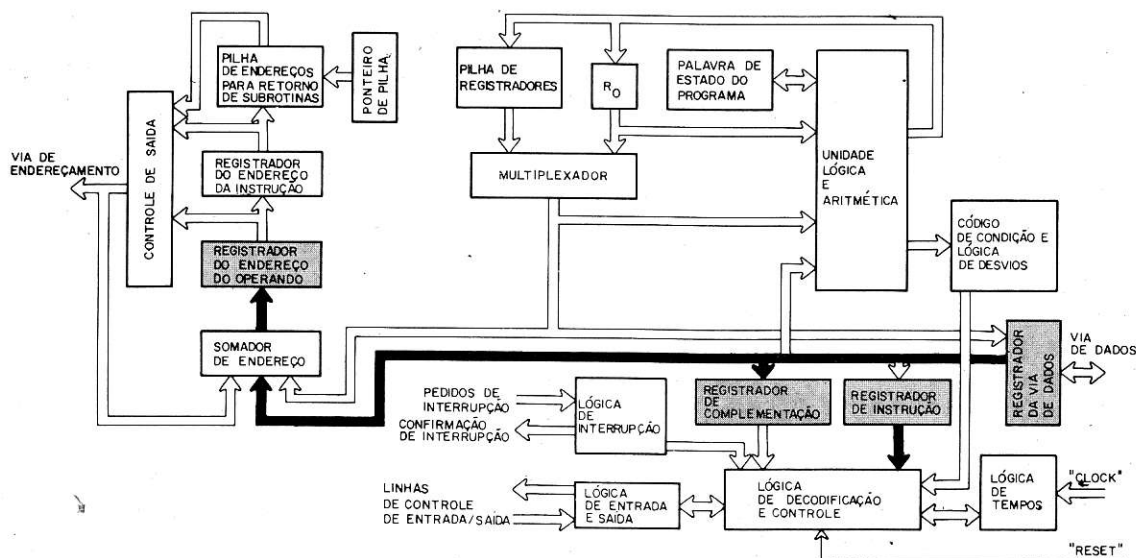 PILHA
DE ENDEREÇOS
PARA RETORNO
DE SUBROTINAS
PONTEIRO
DE PILHA
PILHA DE
REGISTRADORES
R0
PALAVRA DE
ESTADO DO
PROGRAMA
UNIDADE
LÓGICA
E
ARITMÉTICA
VIA DE
ENDEREÇAMENTO
CONTROLE DE SAIDA
REGISTRADOR
DO ENDEREÇO
DA INSTRUÇÃO
MULTIPLEXADOR
REGISTRADOR
DO ENDEREÇO
DO OPERANDO
CÓDIGO
DE CONDIÇÃO E
LÓGICA
DE DESVIOS
SOMADOR
DE ENDEREÇO
REGISTRADOR
DA VIA
DE DADOS
VIA
DE DADOS
PEDIDOS DE
INTERRUPÇÃO
CONFIRMAÇÃO
DE INTERRUPÇÃO
LÓGICA
DE
INTERRUPÇÃO
REGISTRADOR
DE
COMPLEMENTAÇÃO
REGISTRADOR
DE INSTRUÇÃO
LINHAS
DE CONTROLE
DE ENTRADA/SAÍDA
LÓGICA
DE ENTRADA
E SAÍDA
LÓGICA
DE DECODIFICAÇÃO
E CONTROLE
LÓGICA
DE
TEMPOS
"CLOCK"
"RESET"